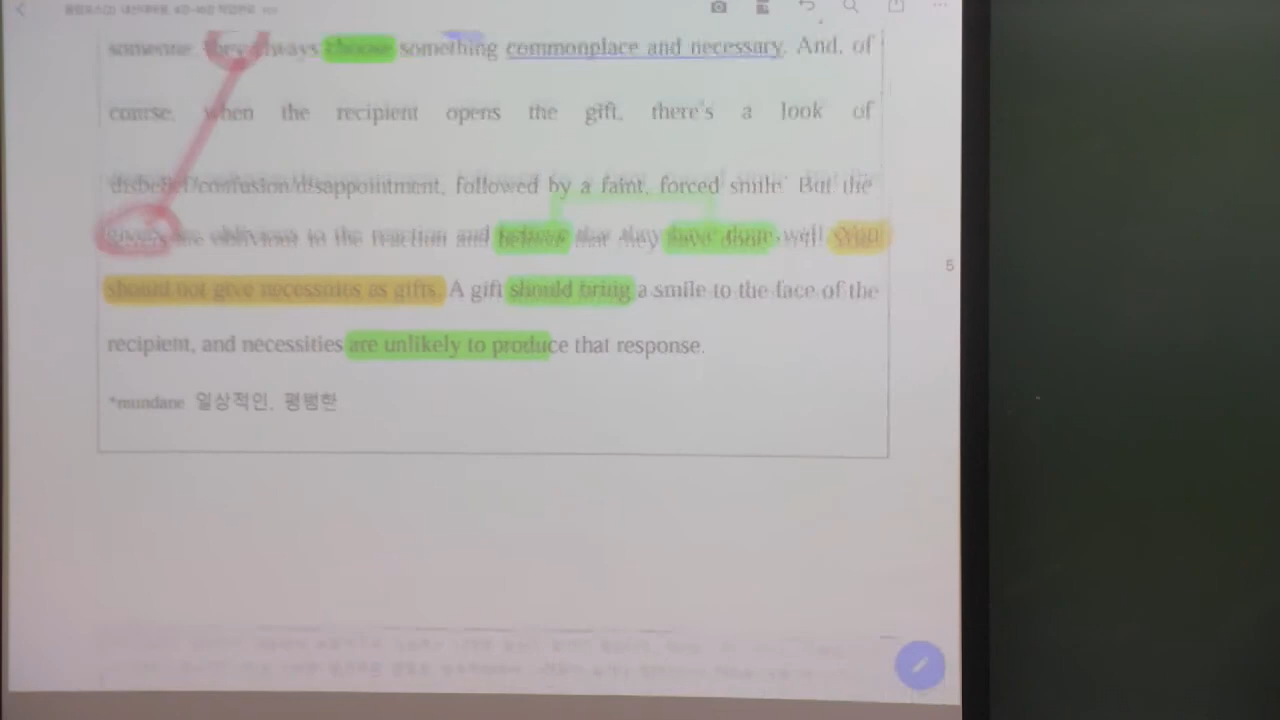 someone, they always choose something commonplace and necessary. And, of
course, when the recipient opens the gift, there's a look of
disbelief/confusion/disappointment, followed by a faint, forced smile. But the
are oblivious to the reaction and believe that they have done well. You
should not give necessities as gifts. A gift should bring a smile to the face of the
recipient, and necessities are unlikely to produce that response.
*mundane 일상적인, 평범한
5